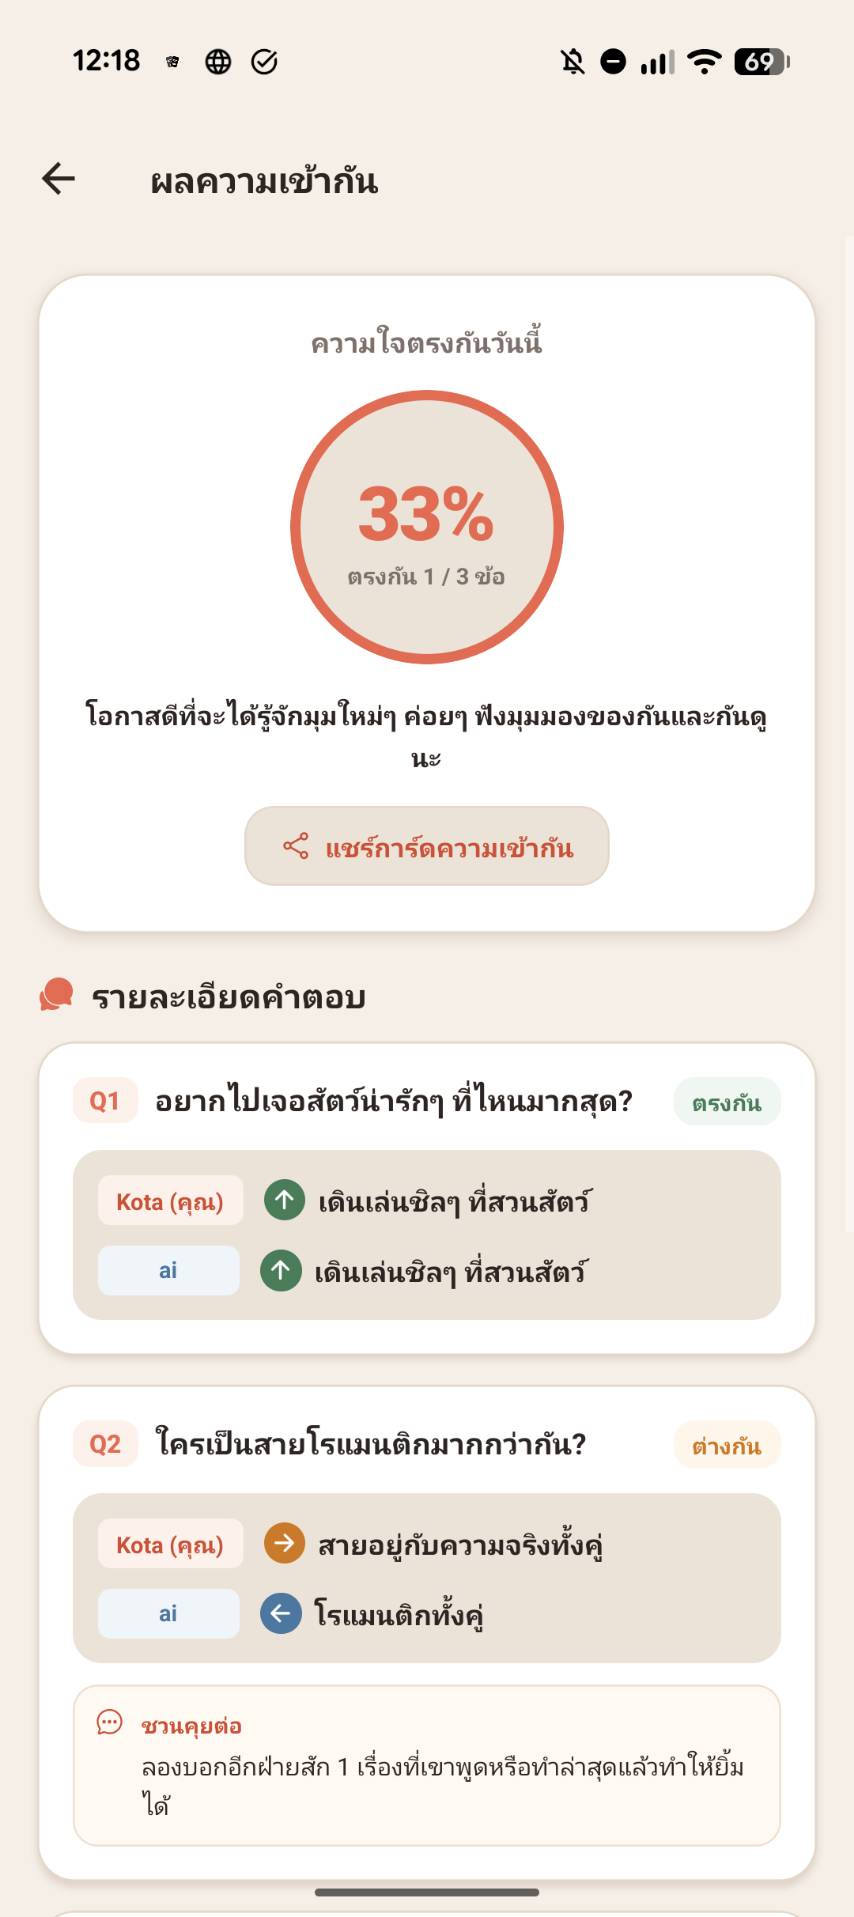 12:18
69
ผลความเข้ากัน
ความใจตรงกันวันนี้
33%
ตรงกัน 1 / 3 ข้อ
โอกาสดีที่จะได้รู้จักมุมใหม่ๆ ค่อยๆ ฟังมุมมองของกันและกันดู
นะ
แชร์การ์ดความเข้ากัน
รายละเอียดคำตอบ
Q1 อยากไปเจอสัตว์น่ารักๆ ที่ไหนมากสุด? ตรงกัน
Kota (คุณ) เดินเล่นชิลๆ ที่สวนสัตว์
ai เดินเล่นชิลๆ ที่สวนสัตว์
Q2 ใครเป็นสายโรแมนติกมากกว่ากัน? ต่างกัน
Kota (คุณ) สายอยู่กับความจริงทั้งคู่
ai โรแมนติกทั้งคู่
ชวนคุยต่อ
ลองบอกอีกฝ่ายสัก 1 เรื่องที่เขาพูดหรือทำล่าสุดแล้วทำให้ยิ้ม
ได้